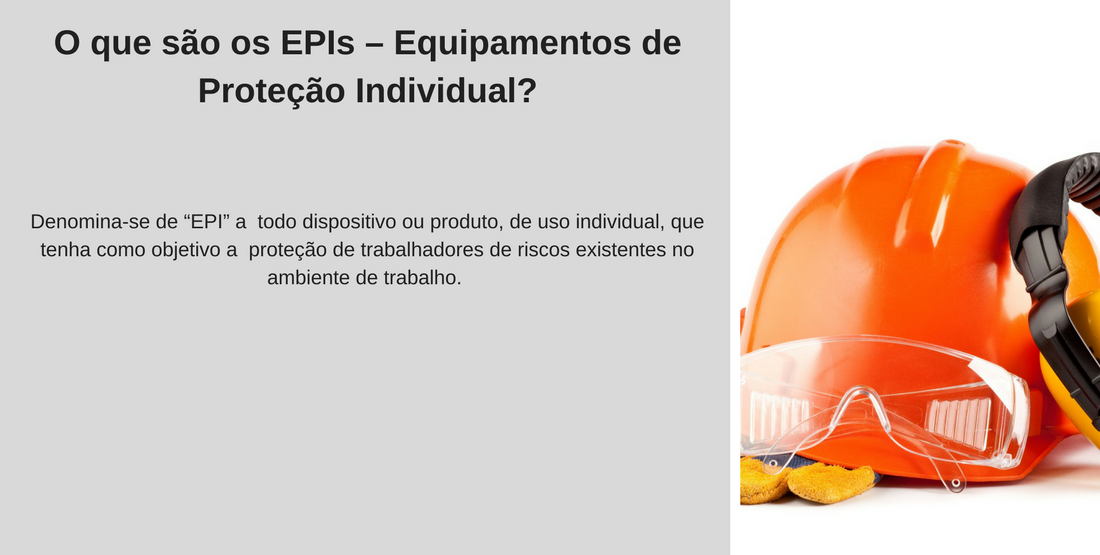 O que são os EPIs – Equipamentos de
Proteção Individual?
Denomina-se de “EPI” a  todo dispositivo ou produto, de uso individual, que
tenha como objetivo a  proteção de trabalhadores de riscos existentes no
ambiente de trabalho.